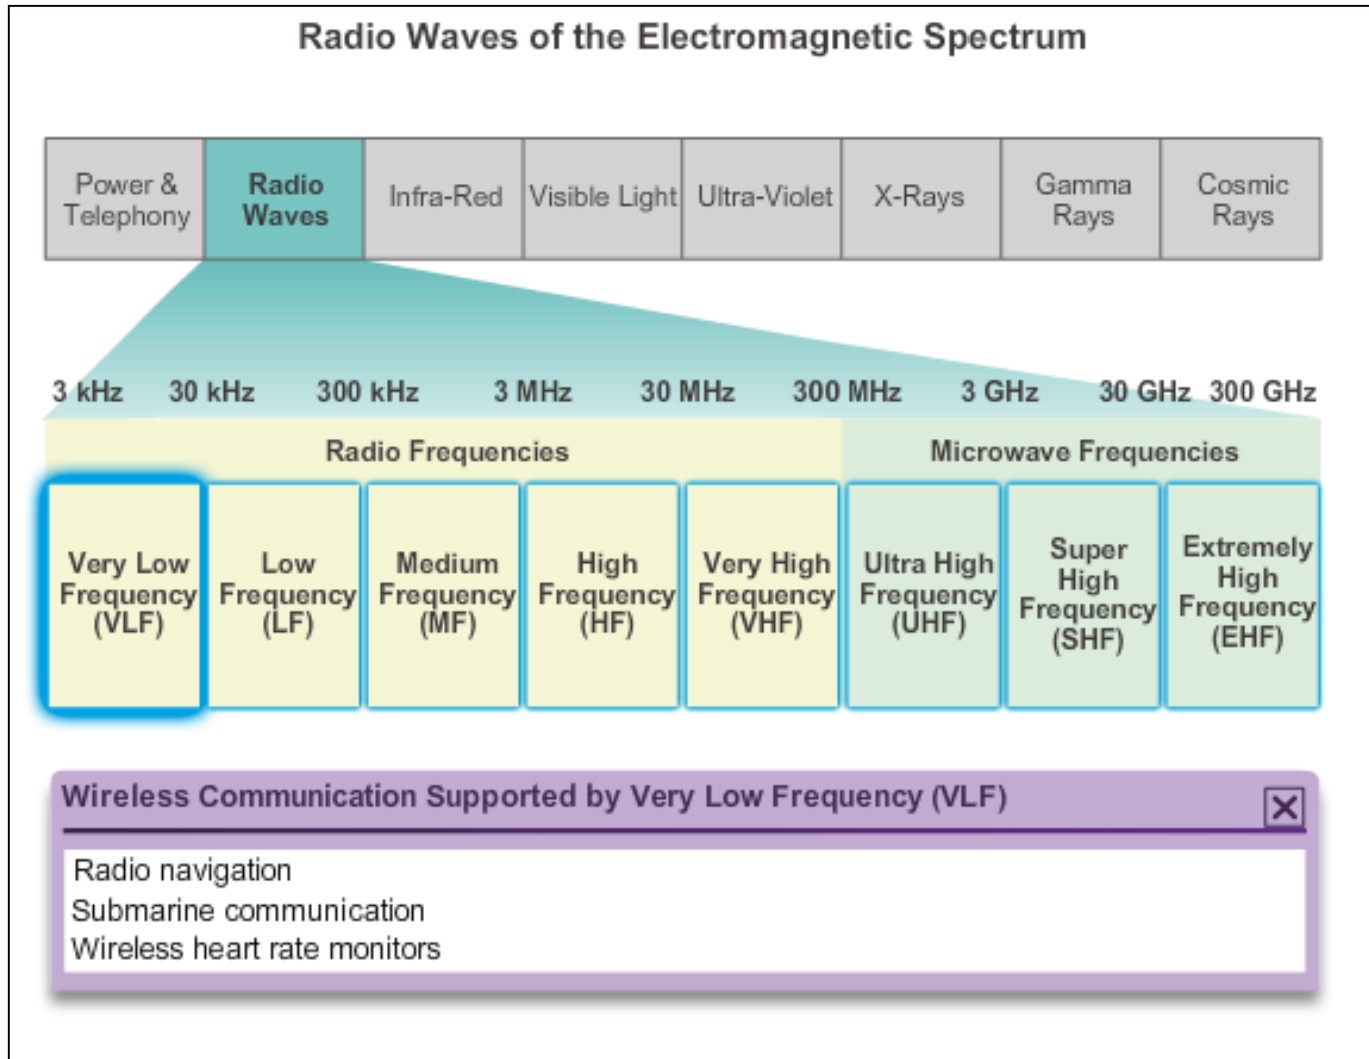 Radio Waves of the Electromagnetic Spectrum
Power &
Telephony
Radio
Waves
Infra-Red
Visible Light
Ultra-Violet
X-Rays
Gamma
Rays
Cosmic
Rays
3 kHz 30 kHz 300 kHz 3 MHz 30 MHz 300 MHz 3 GHz 30 GHz 300 GHz
Radio Frequencies
Microwave Frequencies
Very Low
Frequency
(VLF)
Low
Frequency
(LF)
Medium
Frequency
(MF)
High
Frequency
(HF)
Very High
Frequency
(VHF)
Ultra High
Frequency
(UHF)
Super
High
Frequency
(SHF)
Extremely
High
Frequency
(EHF)
Wireless Communication Supported by Very Low Frequency (VLF)
Radio navigation
Submarine communication
Wireless heart rate monitors